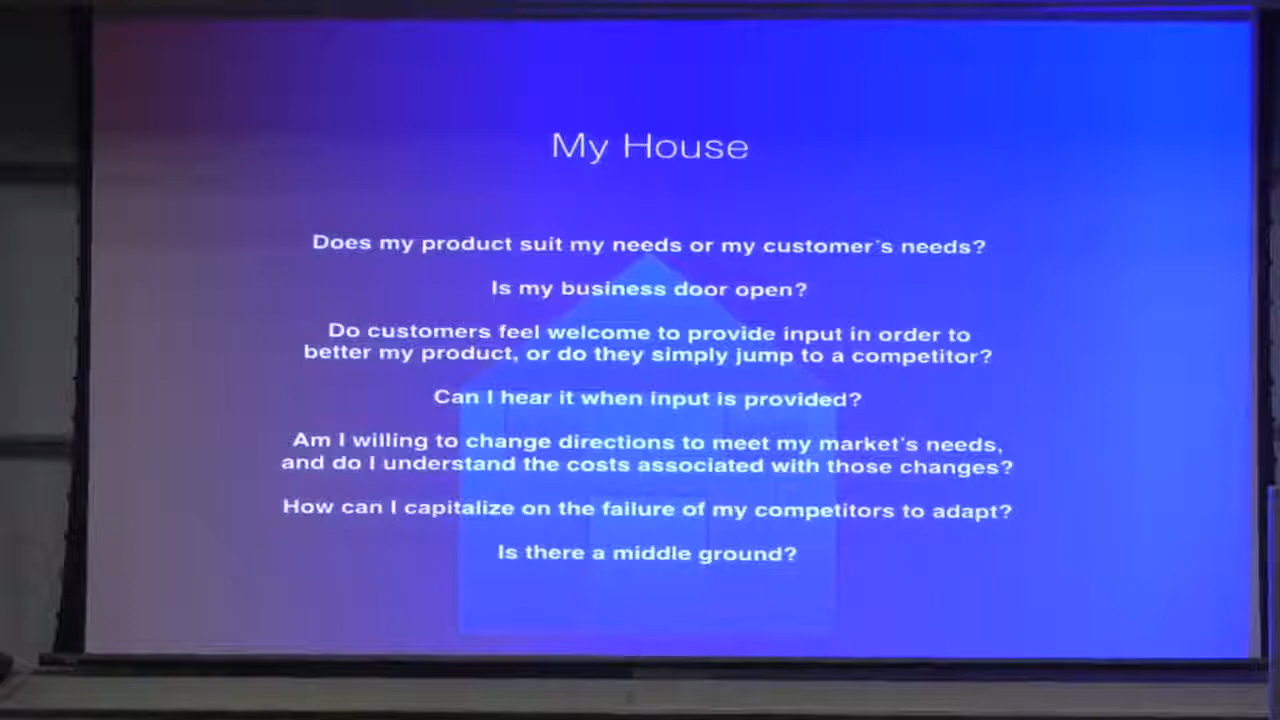 My House
Does my product suit my needs or my customer's needs?
Is my business door open?
Do customers feel welcome to provide input in order to
better my product, or do they simply jump to a competitor?
Can I hear it when input is provided?
Am I willing to change directions to meet my market's needs,
and do I understand the costs associated with those changes?
How can I capitalize on the failure of my competitors to adapt?
Is there a middle ground?